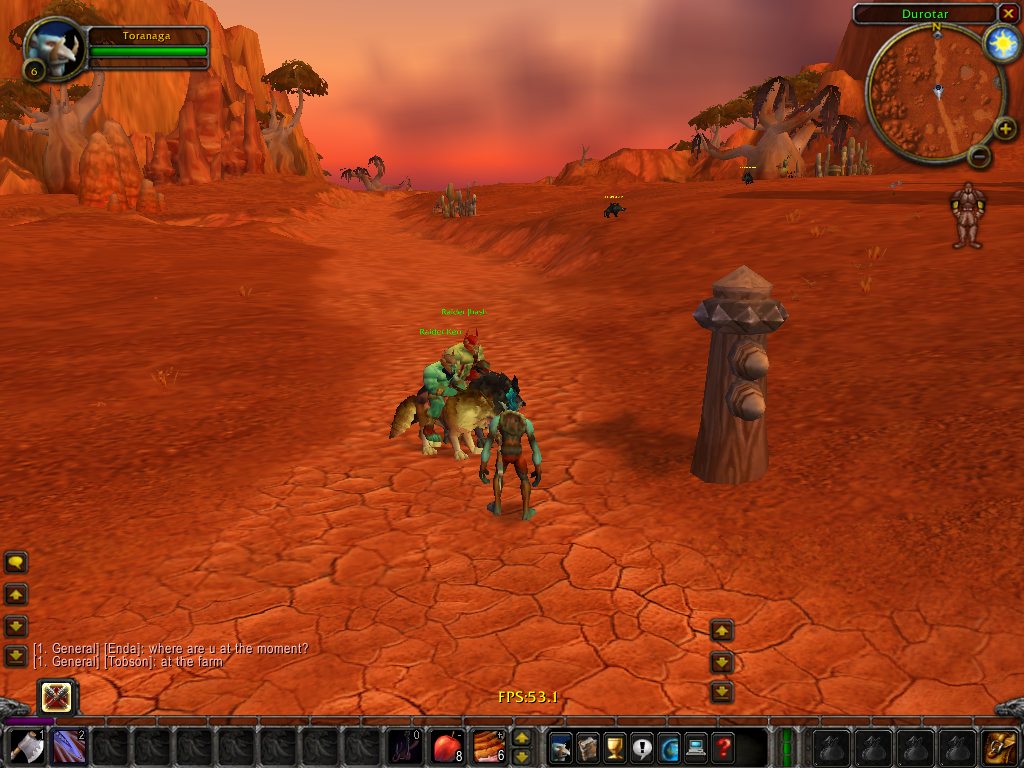 Toranaga
6
Durotar
N
Raider Jhash
Raider Kerr
[1. General] [Enda]: where are u at the moment?
[1. General] [Tobson]: at the farm
FPS:53.1
1 2 0 8 6